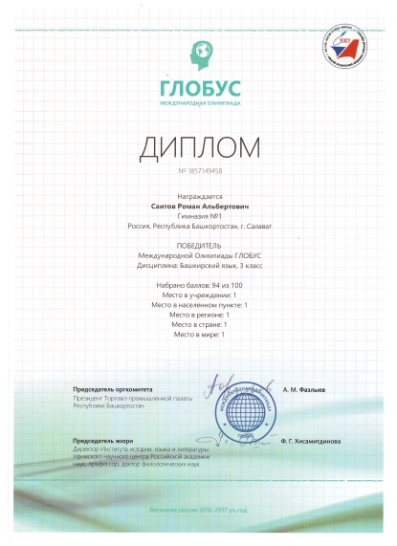 ГЛОБУС
МЕЖДУНАРОДНАЯ ОЛИМПИАДА
ДИПЛОМ
№ 1857149458
Награждается
Саитов Роман Альбертович
Гимназия №1
Россия, Республика Башкортостан, г. Салават
ПОБЕДИТЕЛЬ
Международной Олимпиады ГЛОБУС
Дисциплина: Башкирский язык, 3 класс
Набрано баллов: 94 из 100
Место в учреждении: 1
Место в населенном пункте: 1
Место в регионе: 1
Место в стране: 1
Место в мире: 1
Председатель оргкомитета
Президент Торгово-промышленной палаты
Республики Башкортостан
А. М. Фазлыев
Председатель жюри
Директор Института истории, языка и литературы
Уфимского научного центра Российской академии
наук, профессор, доктор филологических наук
Ф. Г. Хисамитдинова
Весенняя сессия 2016-2017 уч.год